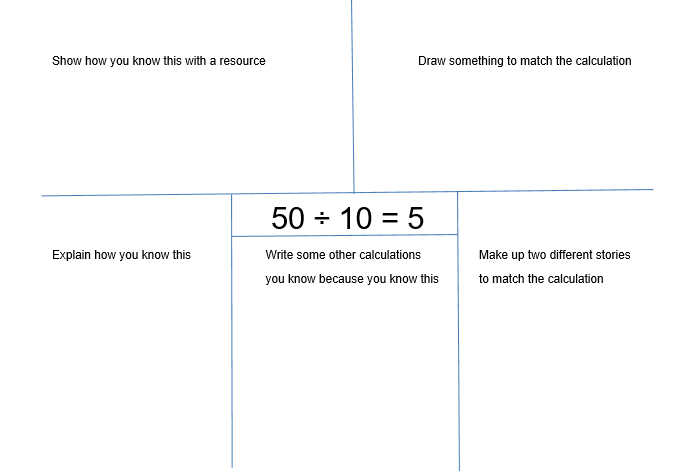 Show how you know this with a resource
Draw something to match the calculation
50 ÷ 10 = 5
Explain how you know this
Write some other calculations
you know because you know this
Make up two different stories
to match the calculation